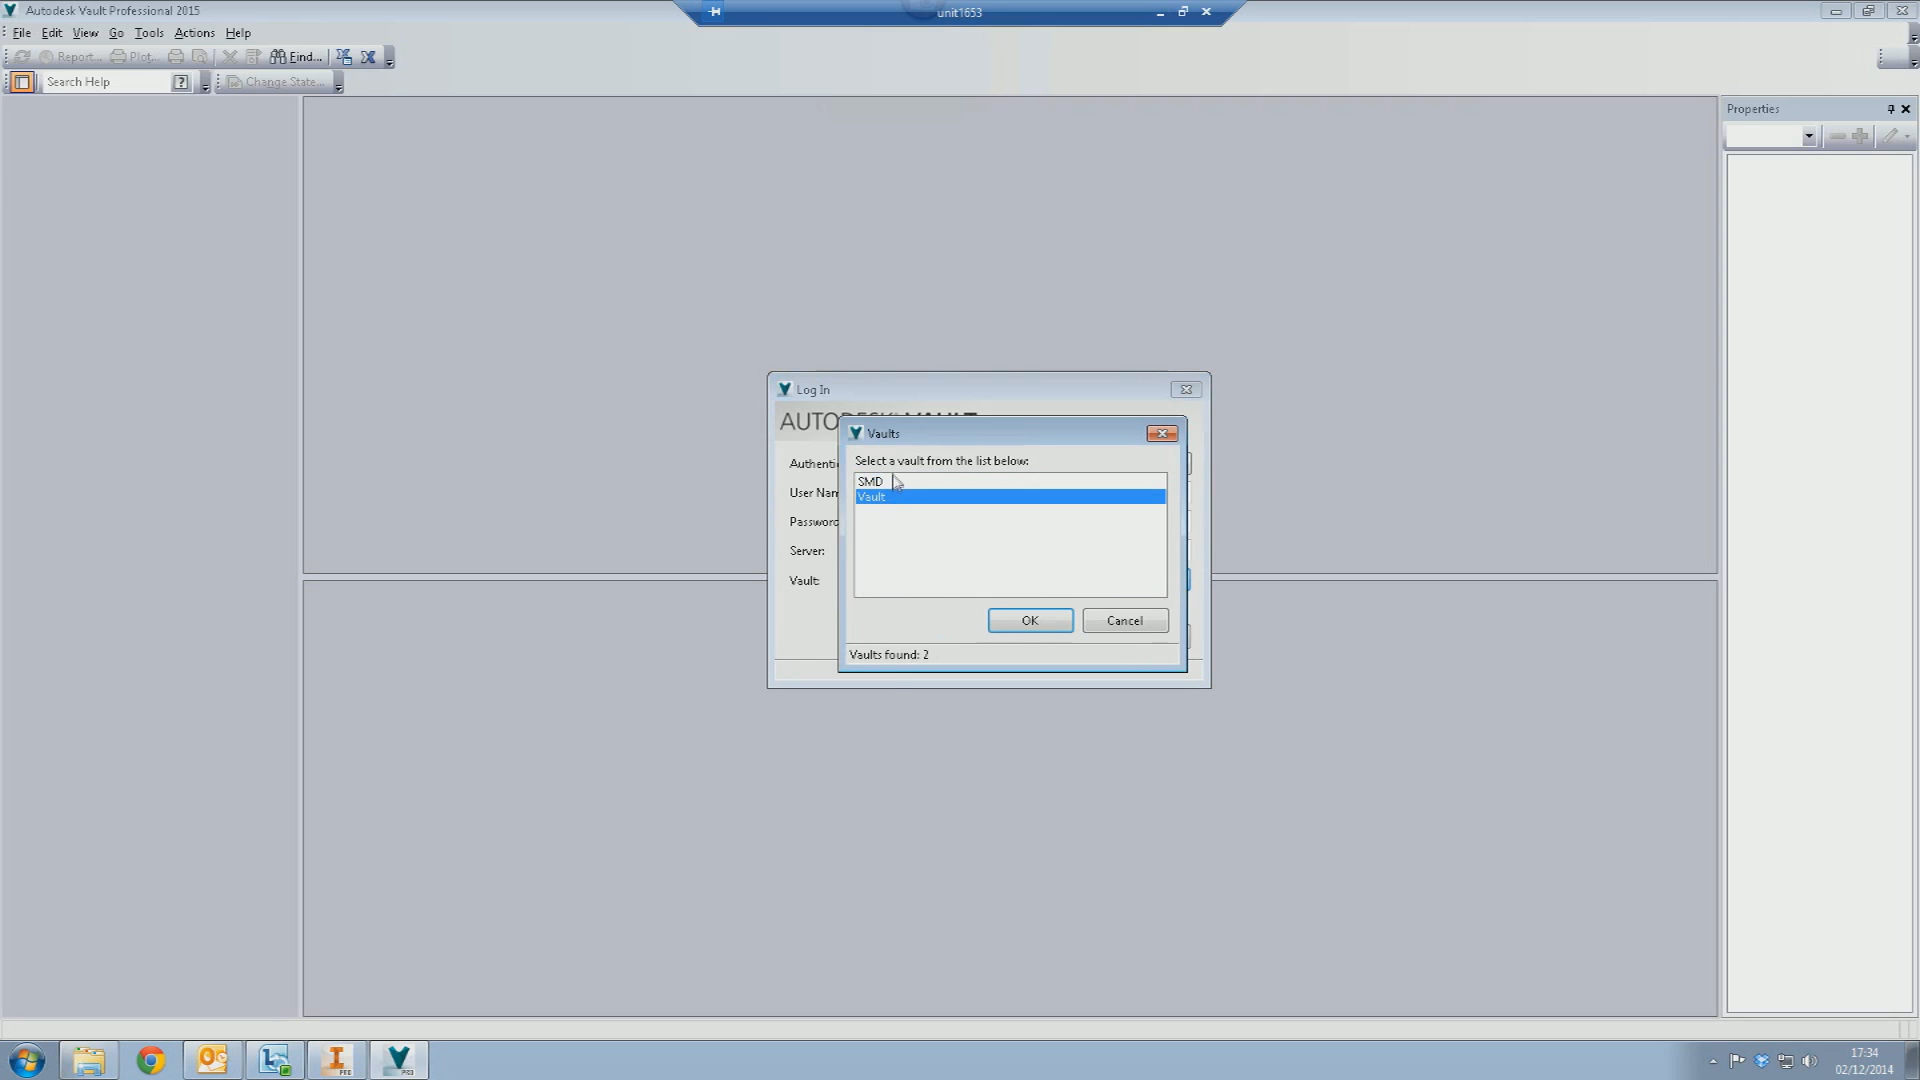 Autodesk Vault Professional 2015
unit1653
File Edit View Go Tools Actions Help
Report... Plot... Find...
Search Help Change State...
Properties
Log In
Vaults
Select a vault from the list below:
SMD
Vault
User Nam
Password
Server:
Vault:
OK Cancel
Vaults found: 2
PRO PRO
17:34
02/12/2014